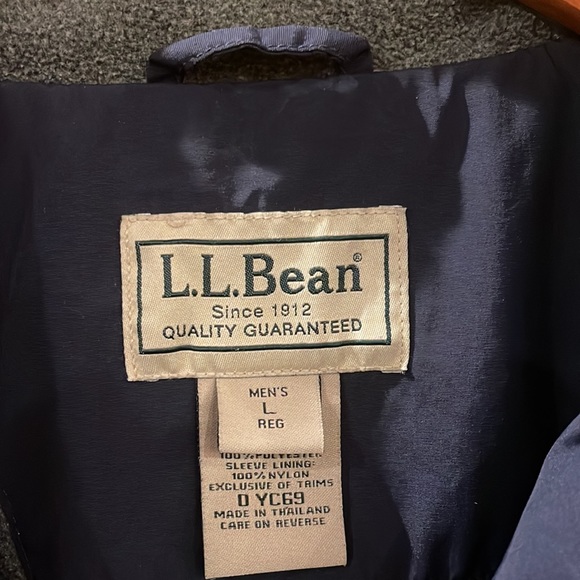 L.L.Bean®
Since 1912
QUALITY GUARANTEED
MEN'S
L
REG
100% POLYESTER
SLEEVE LINING:
100% NYLON
EXCLUSIVE OF TRIMS
D YC69
MADE IN THAILAND
CARE ON REVERSE